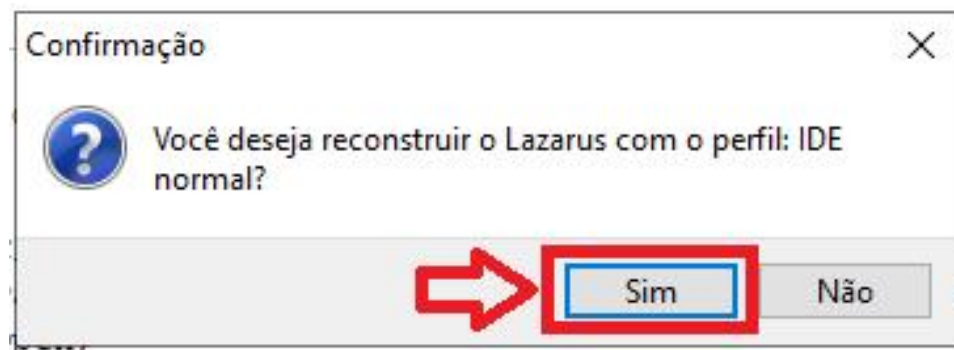 Confirmação
Você deseja reconstruir o Lazarus com o perfil: IDE
normal?
Sim
Não